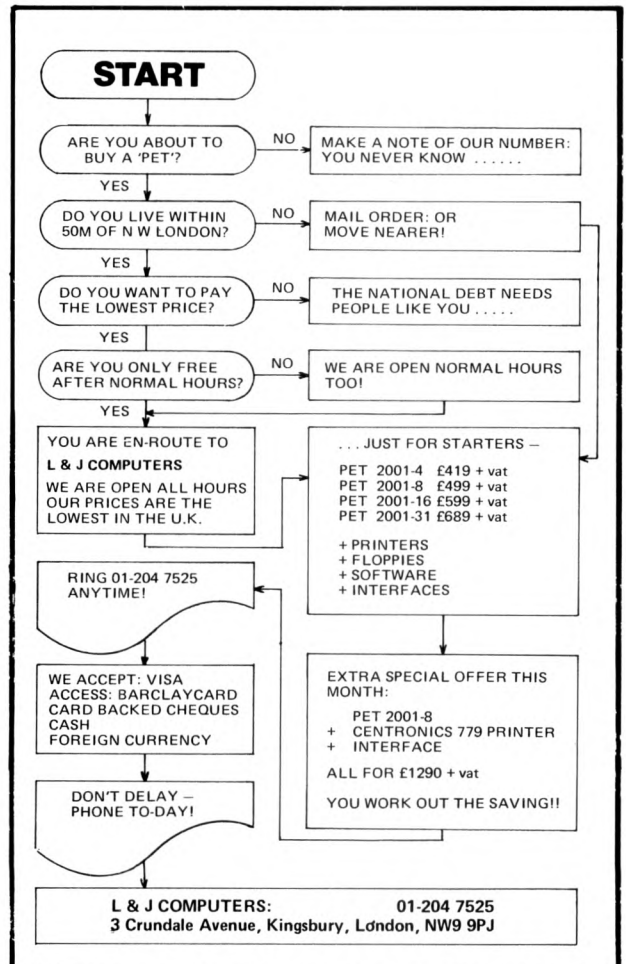 START
ARE YOU ABOUT TO
BUY A 'PET'?
NO
MAKE A NOTE OF OUR NUMBER:
YOU NEVER KNOW ......
YES
DO YOU LIVE WITHIN
50M OF N W LONDON?
NO
MAIL ORDER: OR
MOVE NEARER!
YES
DO YOU WANT TO PAY
THE LOWEST PRICE?
NO
THE NATIONAL DEBT NEEDS
PEOPLE LIKE YOU .....
YES
ARE YOU ONLY FREE
AFTER NORMAL HOURS?
NO
WE ARE OPEN NORMAL HOURS
TOO!
YES
YOU ARE EN-ROUTE TO
L & J COMPUTERS
WE ARE OPEN ALL HOURS
OUR PRICES ARE THE
LOWEST IN THE U.K.
...JUST FOR STARTERS –
PET 2001-4 £419 + vat
PET 2001-8 £499 + vat
PET 2001-16 £599 + vat
PET 2001-31 £689 + vat
+ PRINTERS
+ FLOPPIES
+ SOFTWARE
+ INTERFACES
EXTRA SPECIAL OFFER THIS
MONTH:
PET 2001-8
+ CENTRONICS 779 PRINTER
+ INTERFACE
ALL FOR £1290 + vat
YOU WORK OUT THE SAVING!!
RING 01-204 7525
ANYTIME!
WE ACCEPT: VISA
ACCESS: BARCLAYCARD
CARD BACKED CHEQUES
CASH
FOREIGN CURRENCY
DON'T DELAY –
PHONE TO-DAY!
L & J COMPUTERS: 01-204 7525
3 Crundale Avenue, Kingsbury, London, NW9 9PJ